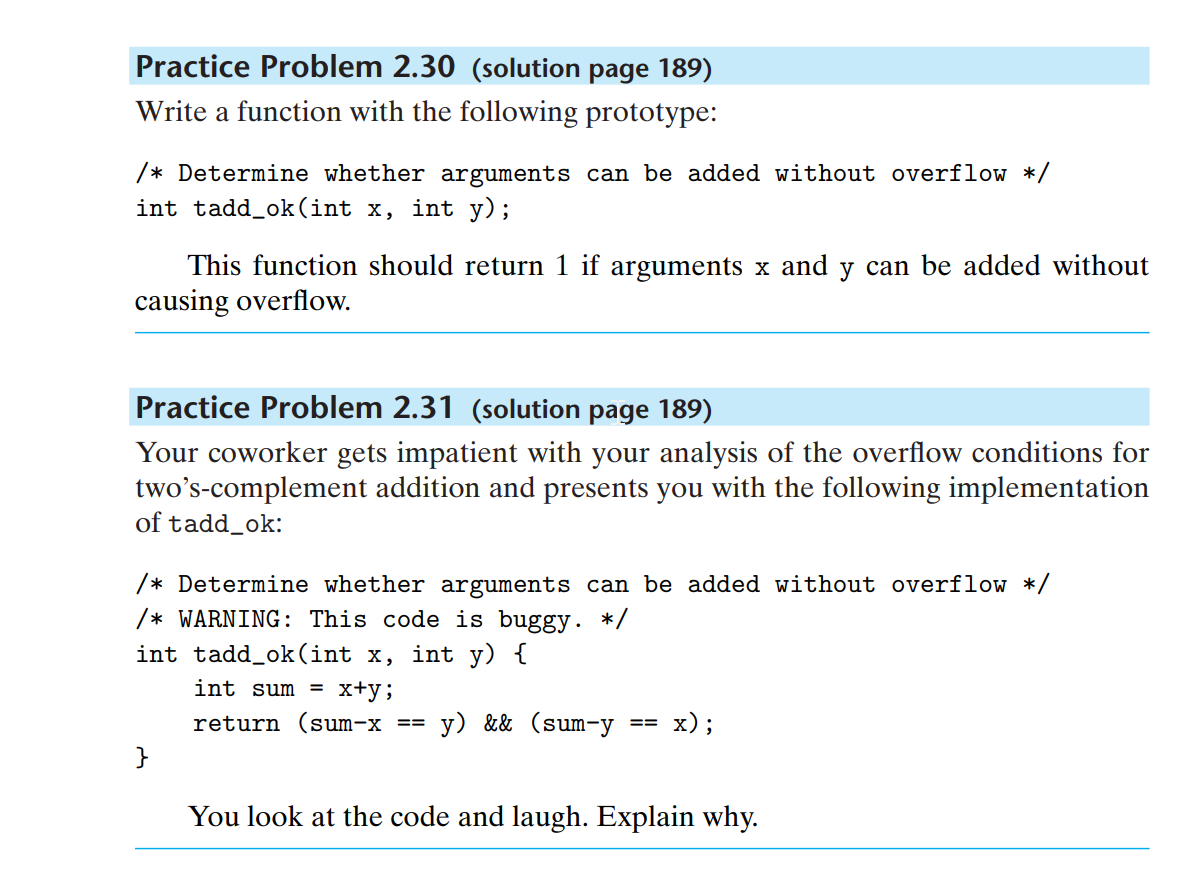 Practice Problem 2.30 (solution page 189)
Write a function with the following prototype:
/* Determine whether arguments can be added without overflow */
int tadd_ok(int x, int y);
This function should return 1 if arguments x and y can be added without
causing overflow.
Practice Problem 2.31 (solution page 189)
Your coworker gets impatient with your analysis of the overflow conditions for
two’s-complement addition and presents you with the following implementation
of tadd_ok:
/* Determine whether arguments can be added without overflow */
/* WARNING: This code is buggy. */
int tadd_ok(int x, int y) {
    int sum = x+y;
    return (sum-x == y) && (sum-y == x);
}
You look at the code and laugh. Explain why.